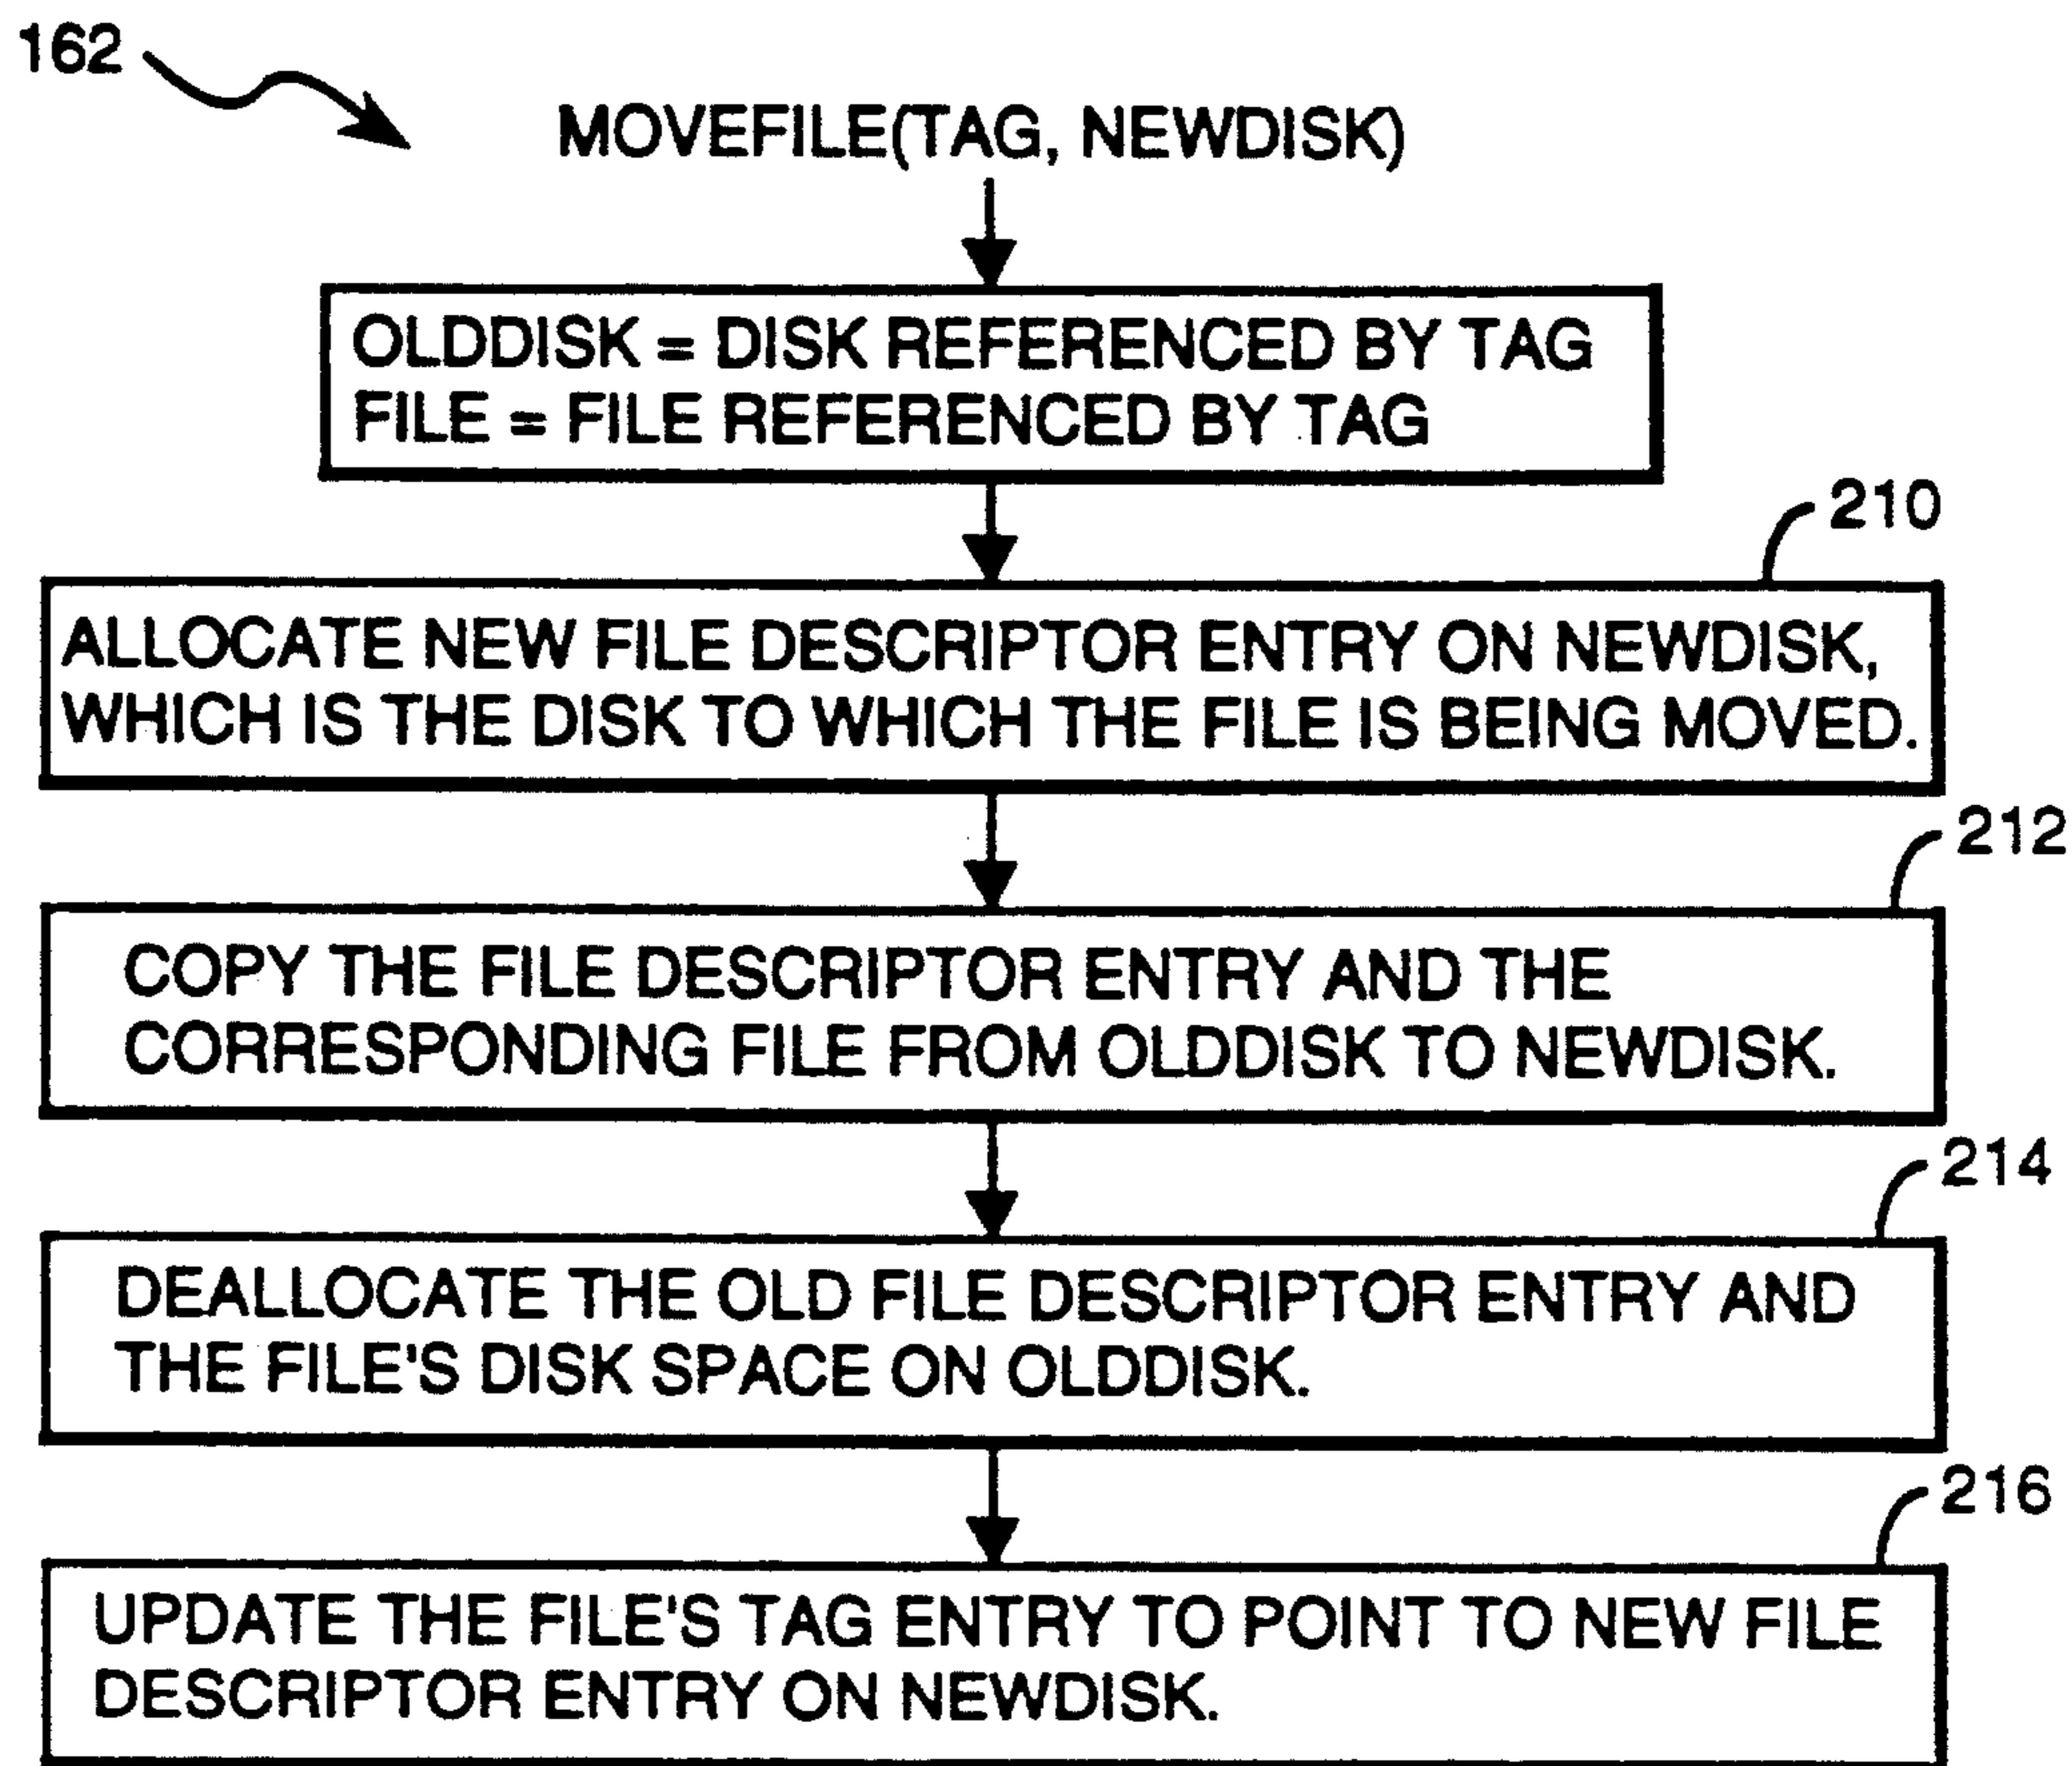 162
MOVEFILE(TAG, NEWDISK)
OLDDISK = DISK REFERENCED BY TAG
FILE = FILE REFERENCED BY TAG
210
ALLOCATE NEW FILE DESCRIPTOR ENTRY ON NEWDISK,
WHICH IS THE DISK TO WHICH THE FILE IS BEING MOVED.
212
COPY THE FILE DESCRIPTOR ENTRY AND THE
CORRESPONDING FILE FROM OLDDISK TO NEWDISK.
214
DEALLOCATE THE OLD FILE DESCRIPTOR ENTRY AND
THE FILE'S DISK SPACE ON OLDDISK.
216
UPDATE THE FILE'S TAG ENTRY TO POINT TO NEW FILE
DESCRIPTOR ENTRY ON NEWDISK.